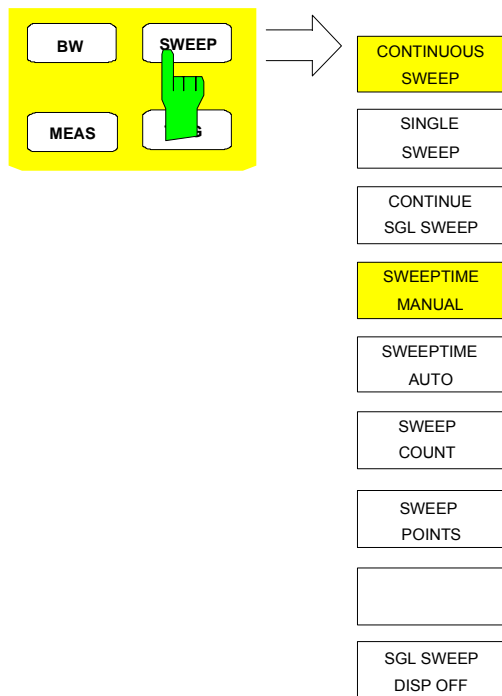 BW
SWEEP
MEAS
CONTINUOUS
SWEEP
SINGLE
SWEEP
CONTINUE
SGL SWEEP
SWEEPTIME
MANUAL
SWEEPTIME
AUTO
SWEEP
COUNT
SWEEP
POINTS
SGL SWEEP
DISP OFF